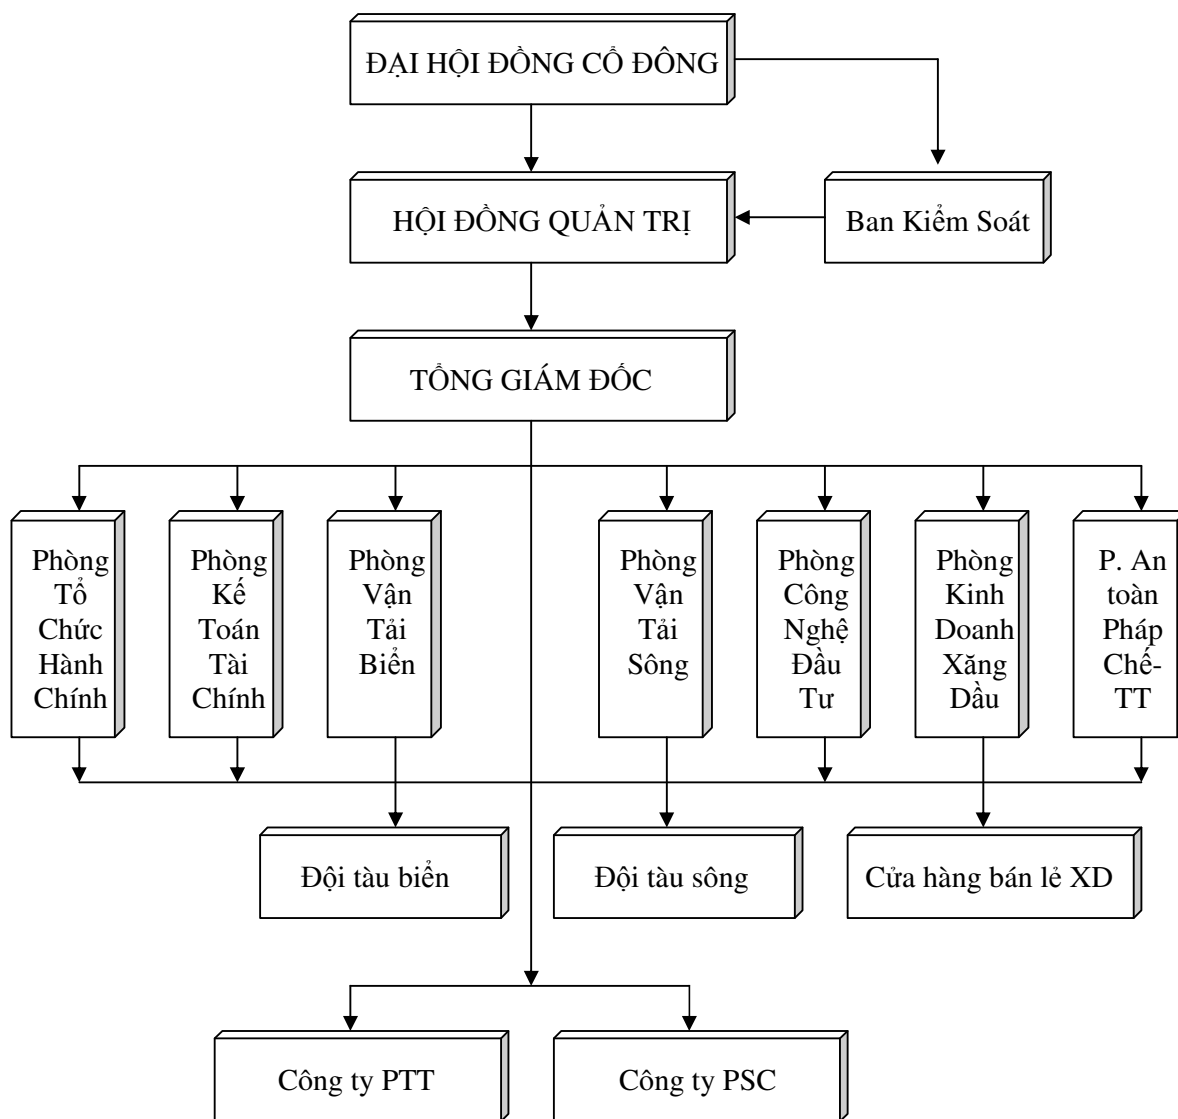 ĐẠI HỘI ĐỒNG CỔ ĐÔNG
HỘI ĐỒNG QUẢN TRỊ
Ban Kiểm Soát
TỔNG GIÁM ĐỐC
Phòng
Tổ
Chức
Hành
Chính
Phòng
Kế
Toán
Tài
Chính
Phòng
Vận
Tải
Biển
Phòng
Vận
Tải
Sông
Phòng
Công
Nghệ
Đầu
Tư
Phòng
Kinh
Doanh
Xăng
Dầu
P. An
toàn
Pháp
Chế-
TT
Đội tàu biển
Đội tàu sông
Cửa hàng bán lẻ XD
Công ty PTT
Công ty PSC